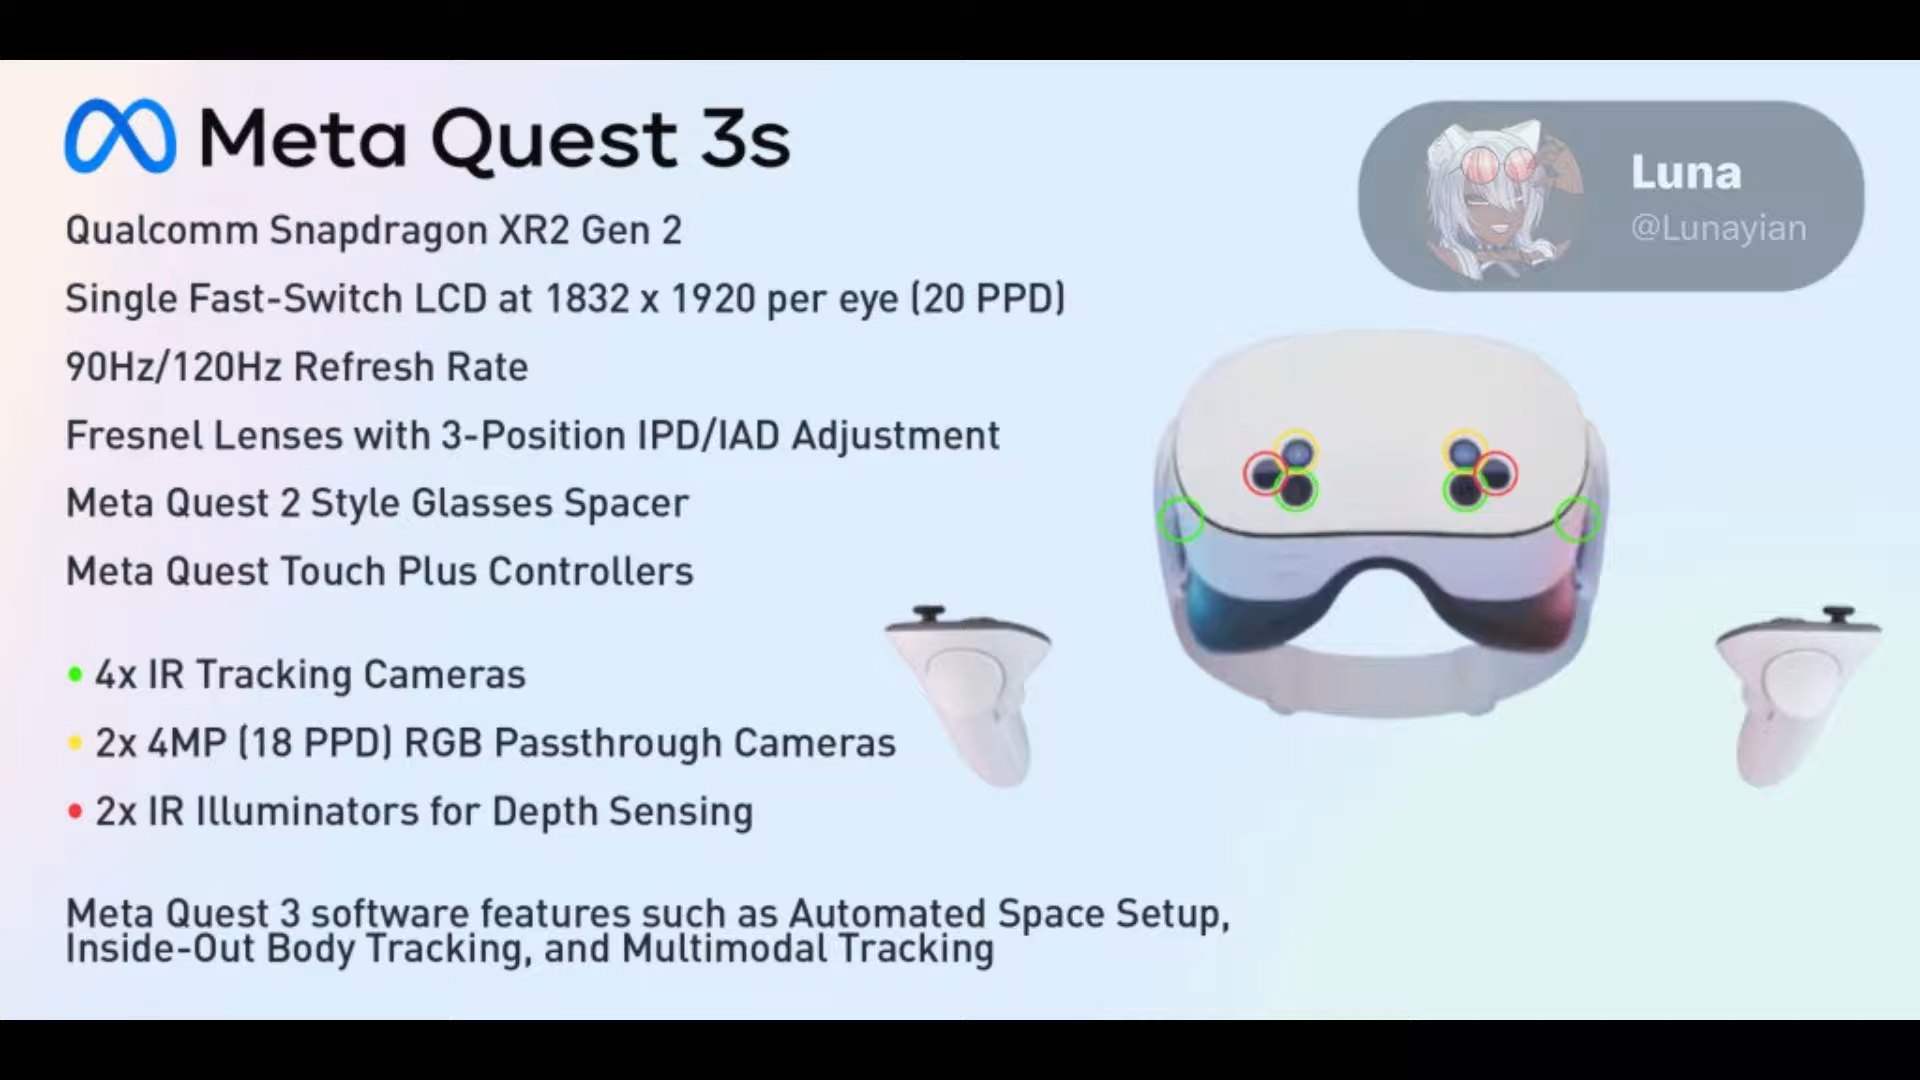 Meta Quest 3s
Luna
@Lunayian
Qualcomm Snapdragon XR2 Gen 2
Single Fast-Switch LCD at 1832 x 1920 per eye (20 PPD)
90Hz/120Hz Refresh Rate
Fresnel Lenses with 3-Position IPD/IAD Adjustment
Meta Quest 2 Style Glasses Spacer
Meta Quest Touch Plus Controllers
• 4x IR Tracking Cameras
• 2x 4MP (18 PPD) RGB Passthrough Cameras
• 2x IR Illuminators for Depth Sensing
Meta Quest 3 software features such as Automated Space Setup,
Inside-Out Body Tracking, and Multimodal Tracking